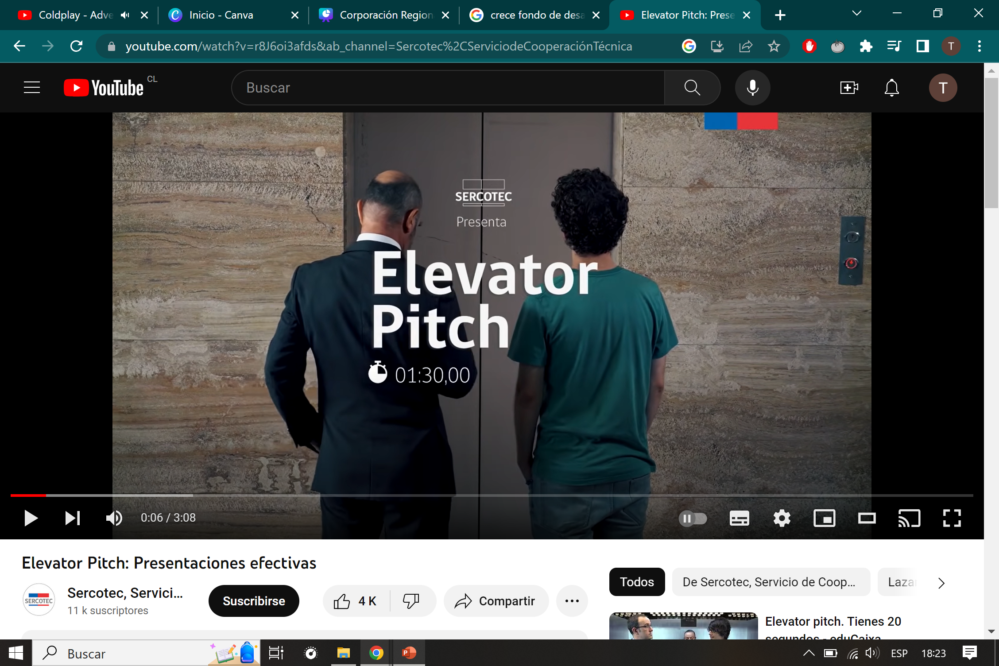 Coldplay - Adve
Inicio - Canva
Corporación Region
crece fondo de desa
Elevator Pitch: Prese
youtube.com/watch?v=r8J6oi3afds&ab_channel=Sercotec%2CServiciodeCooperaciónTécnica
T
YouTube CL
Buscar
T
SERCOTEC
Presenta
Elevator
Pitch
01:30,00
0:06 / 3:08
Elevator Pitch: Presentaciones efectivas
SERCOTEC
Sercotec, Servici...
11 k suscriptores
Suscribirse
4 K
Compartir
Todos
De Sercotec, Servicio de Coop...
Laza
Elevator pitch. Tienes 20
segundos - eduCaixa
Buscar
ESP
18:23